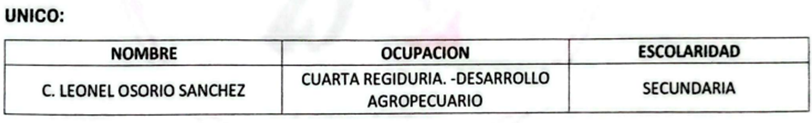 UNICO:
NOMBRE OCUPACION ESCOLARIDAD
C. LEONEL OSORIO SANCHEZ CUARTA REGIDURIA. -DESARROLLO AGROPECUARIO SECUNDARIA